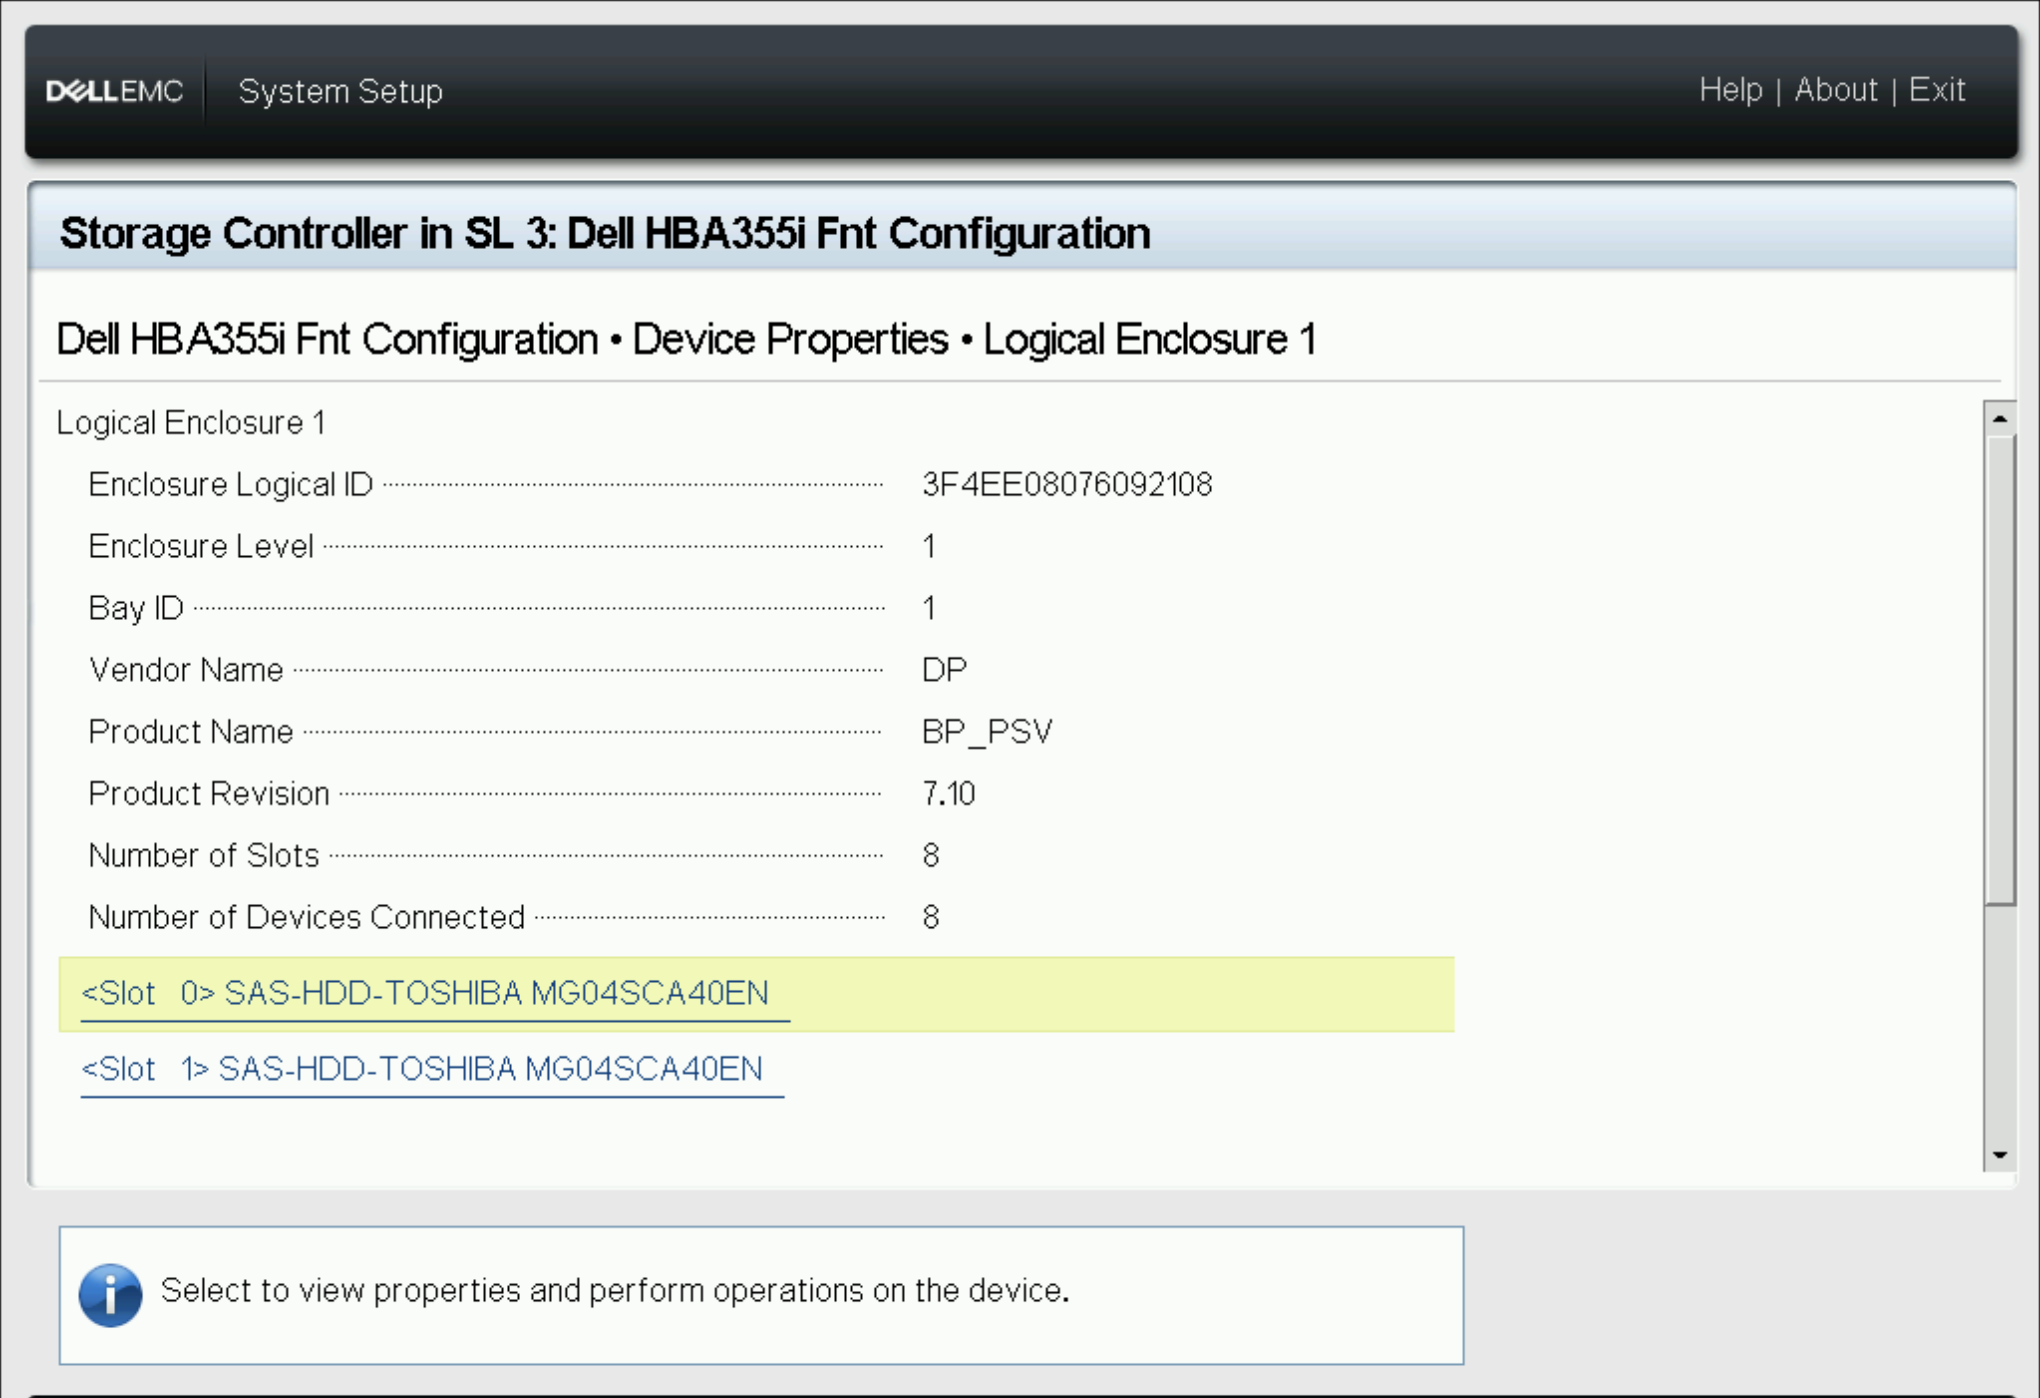 DELLEMC System Setup Help | About | Exit
Storage Controller in SL 3: Dell HBA355i Fnt Configuration
Dell HBA355i Fnt Configuration • Device Properties • Logical Enclosure 1
Logical Enclosure 1
Enclosure Logical ID 3F4EE08076092108
Enclosure Level 1
Bay ID 1
Vendor Name DP
Product Name BP_PSV
Product Revision 7.10
Number of Slots 8
Number of Devices Connected 8
<Slot 0> SAS-HDD-TOSHIBA MG04SCA40EN
<Slot 1> SAS-HDD-TOSHIBA MG04SCA40EN
Select to view properties and perform operations on the device.